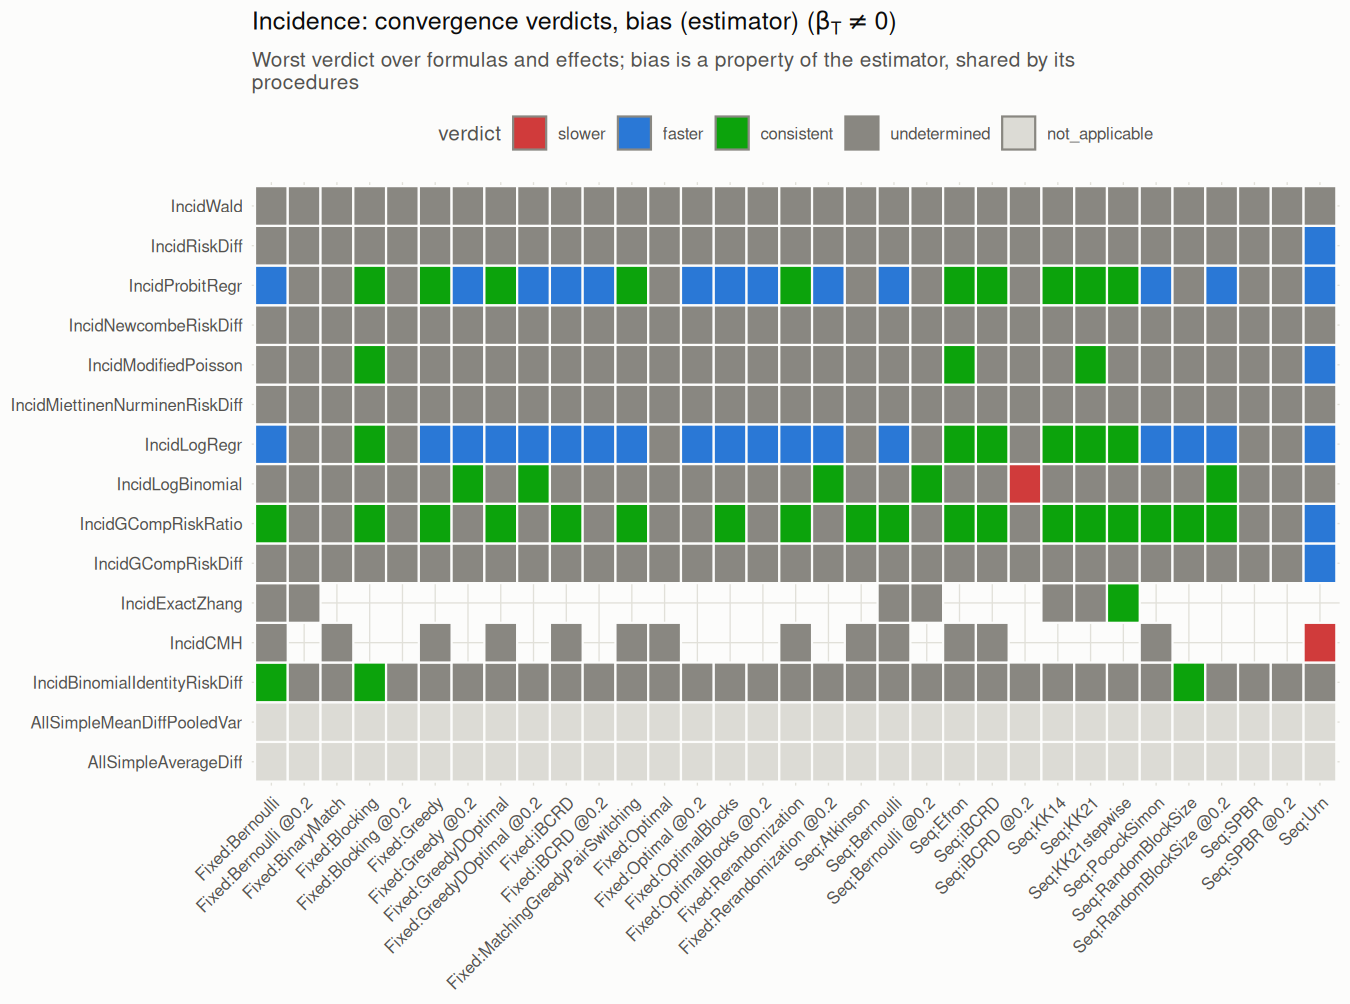 Incidence: convergence verdicts, bias (estimator) (βT ≠ 0)
Worst verdict over formulas and effects; bias is a property of the estimator, shared by its
procedures
verdict slower faster consistent undetermined not_applicable
IncidWald
IncidRiskDiff
IncidProbitRegr
IncidNewcombeRiskDiff
IncidModifiedPoisson
IncidMiettinenNurminenRiskDiff
IncidLogRegr
IncidLogBinomial
IncidGCompRiskRatio
IncidGCompRiskDiff
IncidExactZhang
IncidCMH
IncidBinomialIdentityRiskDiff
AllSimpleMeanDiffPooledVar
AllSimpleAverageDiff
Fixed:Bernoulli
Fixed:Bernoulli @0.2
Fixed:BinaryMatch
Fixed:Blocking
Fixed:Blocking @0.2
Fixed:Greedy
Fixed:Greedy @0.2
Fixed:GreedyDOptimal
Fixed:GreedyDOptimal @0.2
Fixed:iBCRD
Fixed:iBCRD @0.2
Fixed:MatchingGreedyPairSwitching
Fixed:Optimal
Fixed:Optimal @0.2
Fixed:OptimalBlocks
Fixed:OptimalBlocks @0.2
Fixed:Rerandomization
Fixed:Rerandomization @0.2
Seq:Atkinson
Seq:Bernoulli
Seq:Bernoulli @0.2
Seq:Efron
Seq:iBCRD
Seq:iBCRD @0.2
Seq:KK14
Seq:KK21
Seq:KK21stepwise
Seq:PocockSimon
Seq:RandomBlockSize
Seq:RandomBlockSize @0.2
Seq:SPBR
Seq:SPBR @0.2
Seq:Urn